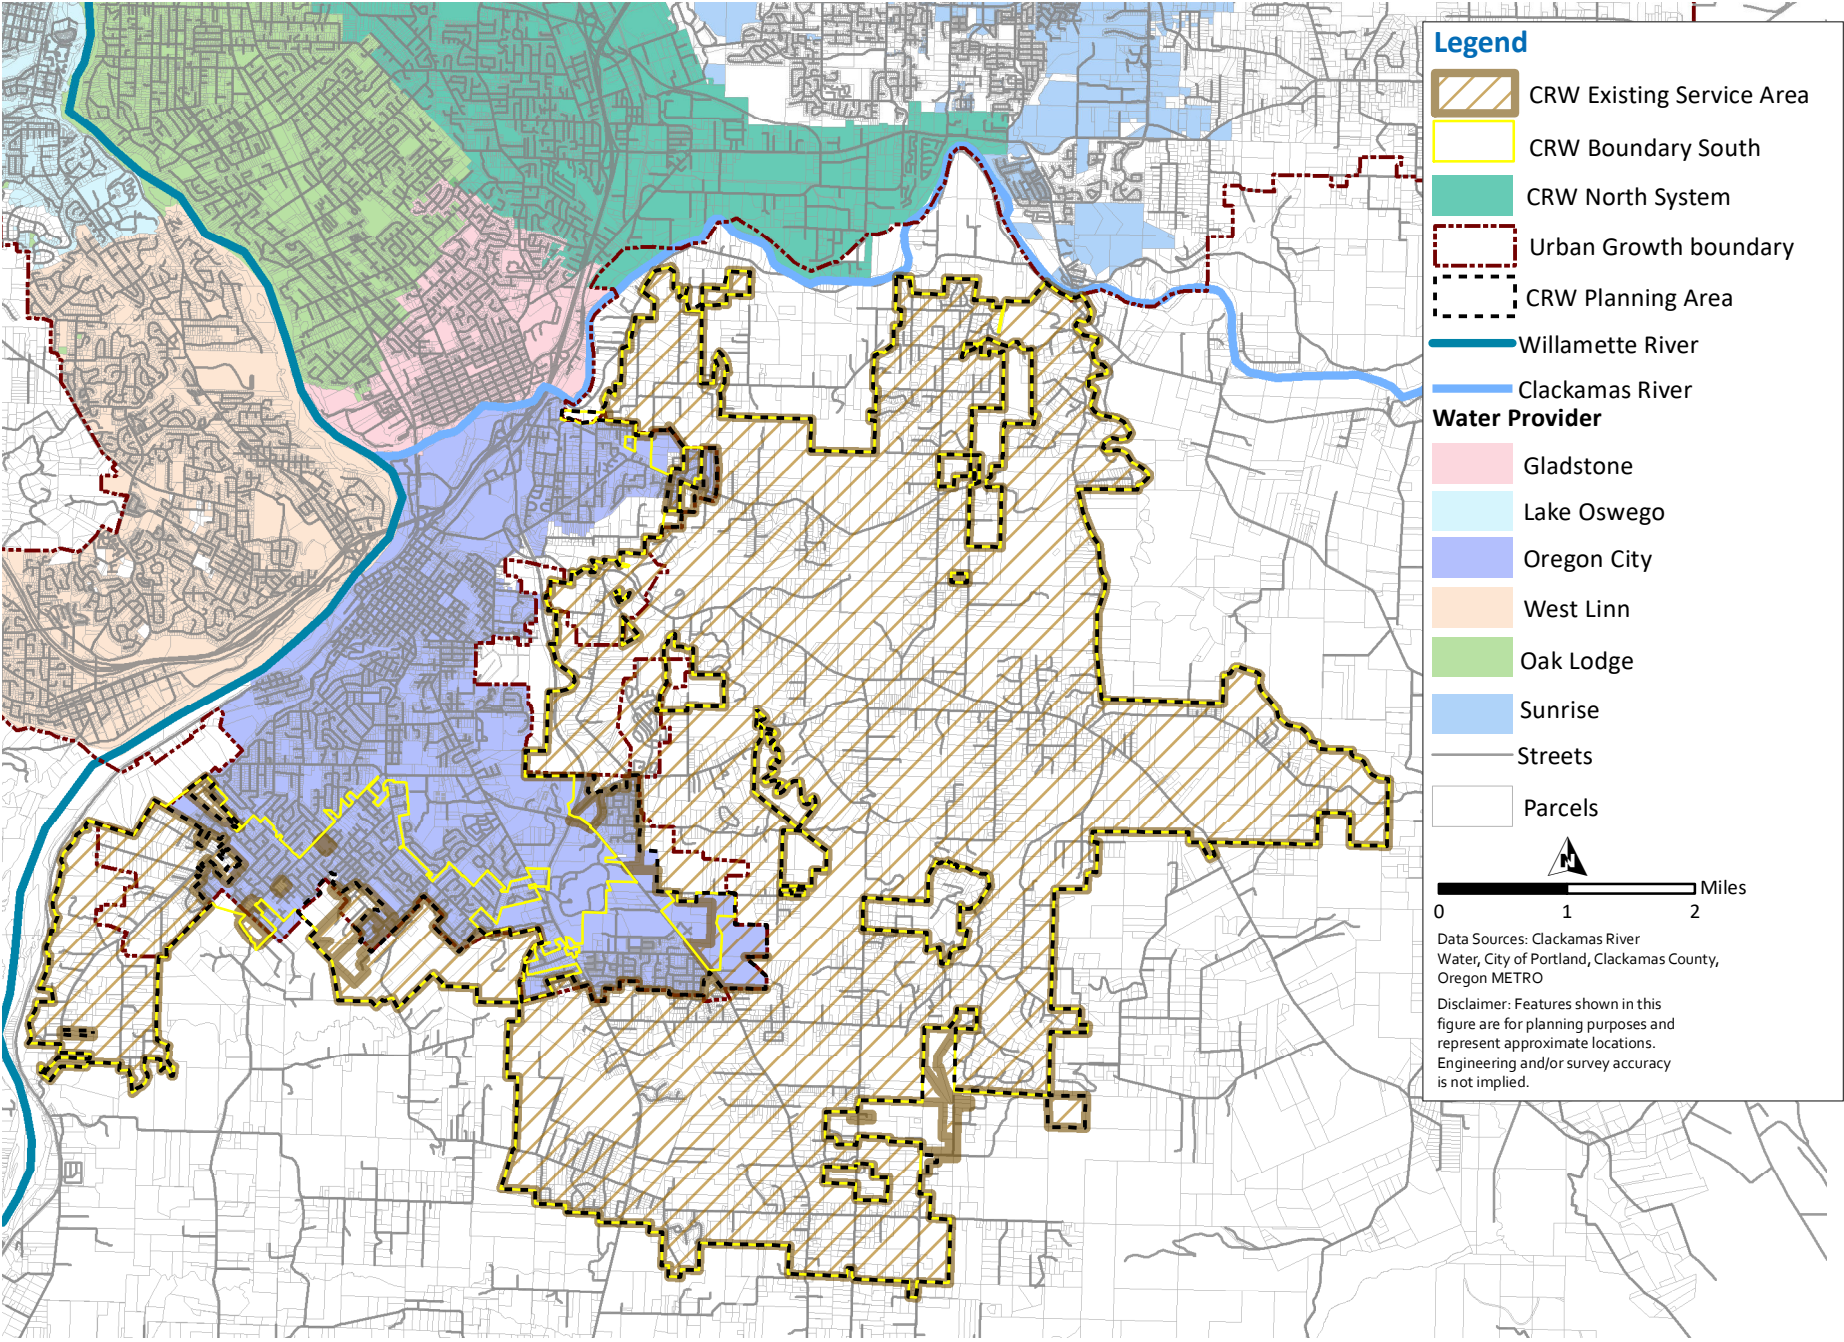 Legend
CRW Existing Service Area
CRW Boundary South
CRW North System
Urban Growth boundary
CRW Planning Area
Willamette River
Clackamas River
Water Provider
Gladstone
Lake Oswego
Oregon City
West Linn
Oak Lodge
Sunrise
Streets
Parcels
N
Miles
0 1 2
Data Sources: Clackamas River
Water, City of Portland, Clackamas County,
Oregon METRO
Disclaimer: Features shown in this
figure are for planning purposes and
represent approximate locations.
Engineering and/or survey accuracy
is not implied.